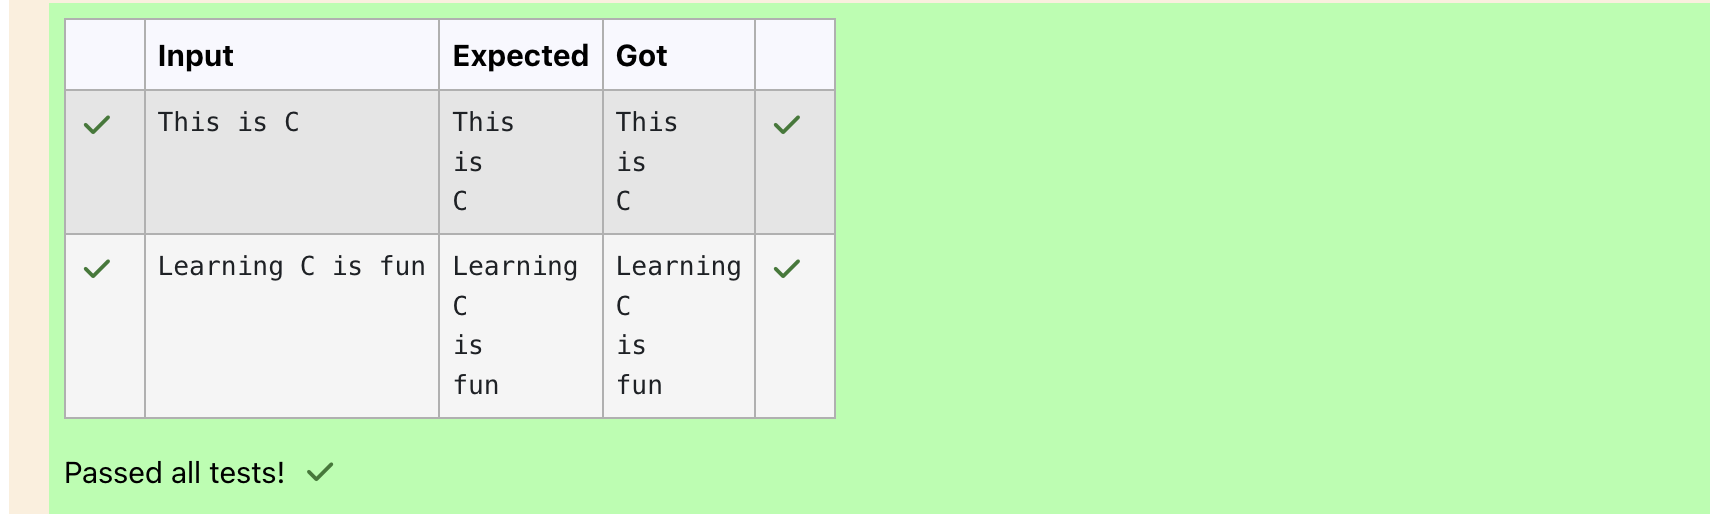 Input Expected Got
This is C This This
is is
C C
Learning C is fun Learning Learning
C C
is is
fun fun
Passed all tests!